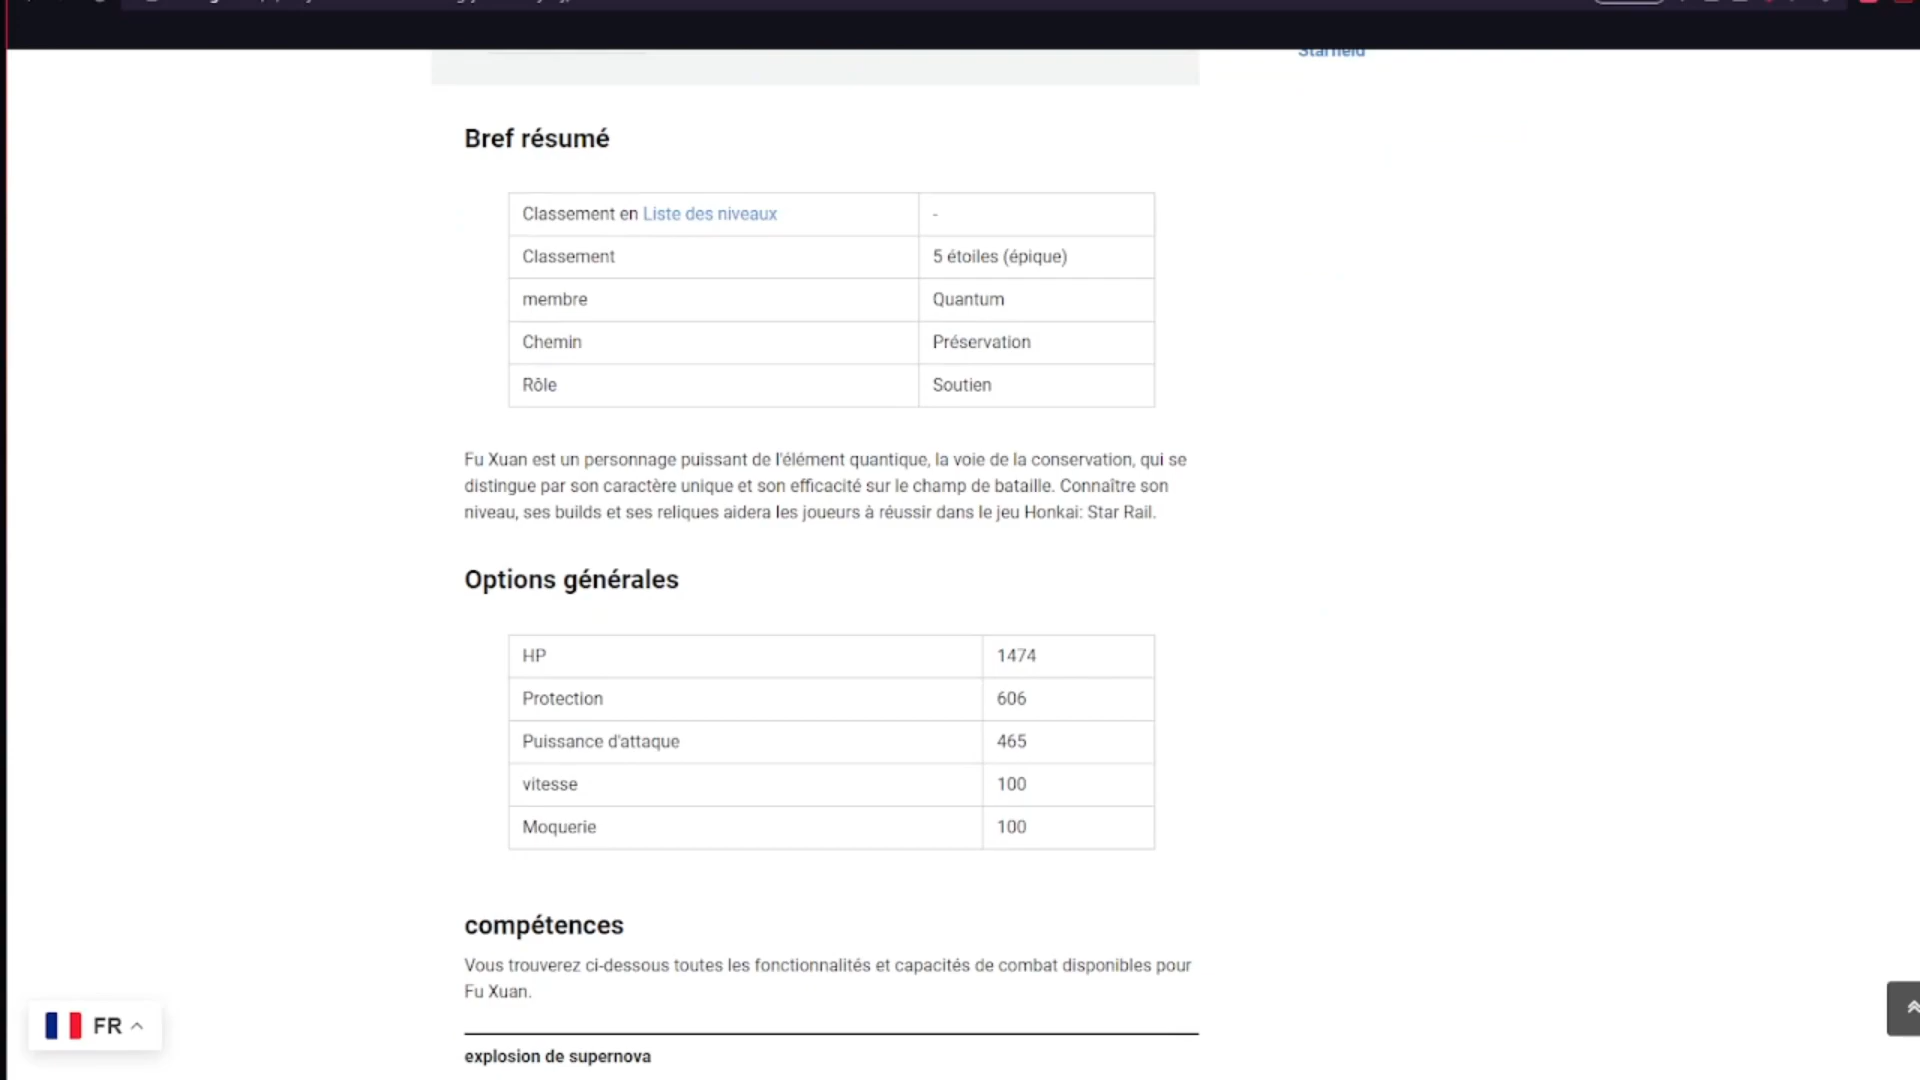 Starfield
Bref résumé
Classement en Liste des niveaux -
Classement 5 étoiles (épique)
membre Quantum
Chemin Préservation
Rôle Soutien
Fu Xuan est un personnage puissant de l'élément quantique, la voie de la conservation, qui se
distingue par son caractère unique et son efficacité sur le champ de bataille. Connaître son
niveau, ses builds et ses reliques aidera les joueurs à réussir dans le jeu Honkai: Star Rail.
Options générales
HP 1474
Protection 606
Puissance d'attaque 465
vitesse 100
Moquerie 100
compétences
Vous trouverez ci-dessous toutes les fonctionnalités et capacités de combat disponibles pour
Fu Xuan.
FR
explosion de supernova